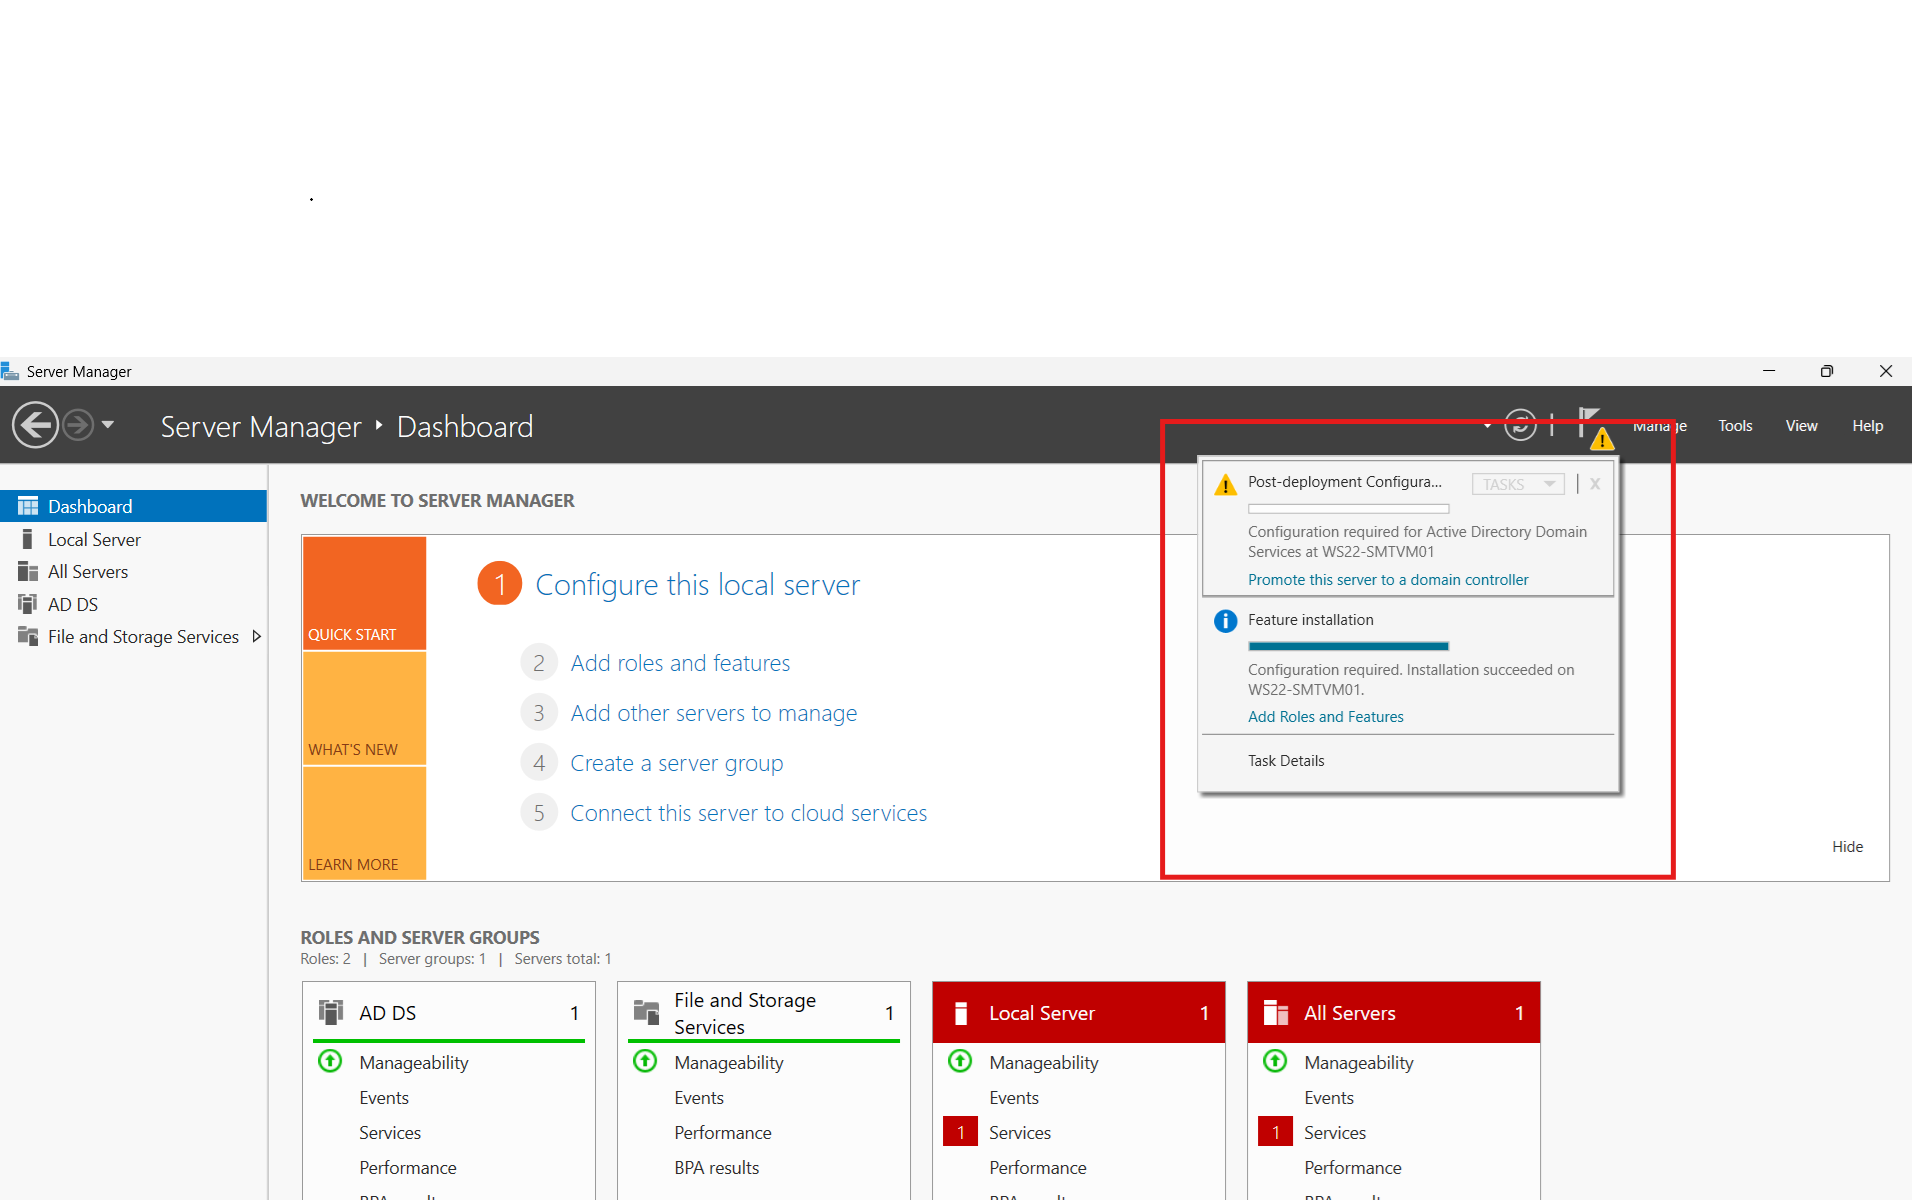 Server Manager
Server Manager Dashboard
Manage Tools View Help
Dashboard
Local Server
All Servers
AD DS
File and Storage Services
WELCOME TO SERVER MANAGER
QUICK START
WHAT'S NEW
LEARN MORE
1 Configure this local server
2 Add roles and features
3 Add other servers to manage
4 Create a server group
5 Connect this server to cloud services
Hide
Post-deployment Configura... TASKS X
Configuration required for Active Directory Domain
Services at WS22-SMTVM01
Promote this server to a domain controller
Feature installation
Configuration required. Installation succeeded on
WS22-SMTVM01.
Add Roles and Features
Task Details
ROLES AND SERVER GROUPS
Roles: 2 | Server groups: 1 | Servers total: 1
AD DS 1
Manageability
Events
Services
Performance
BPA results
File and Storage
Services 1
Manageability
Events
Performance
BPA results
Local Server 1
Manageability
Events
1 Services
Performance
BPA results
All Servers 1
Manageability
Events
1 Services
Performance
BPA results